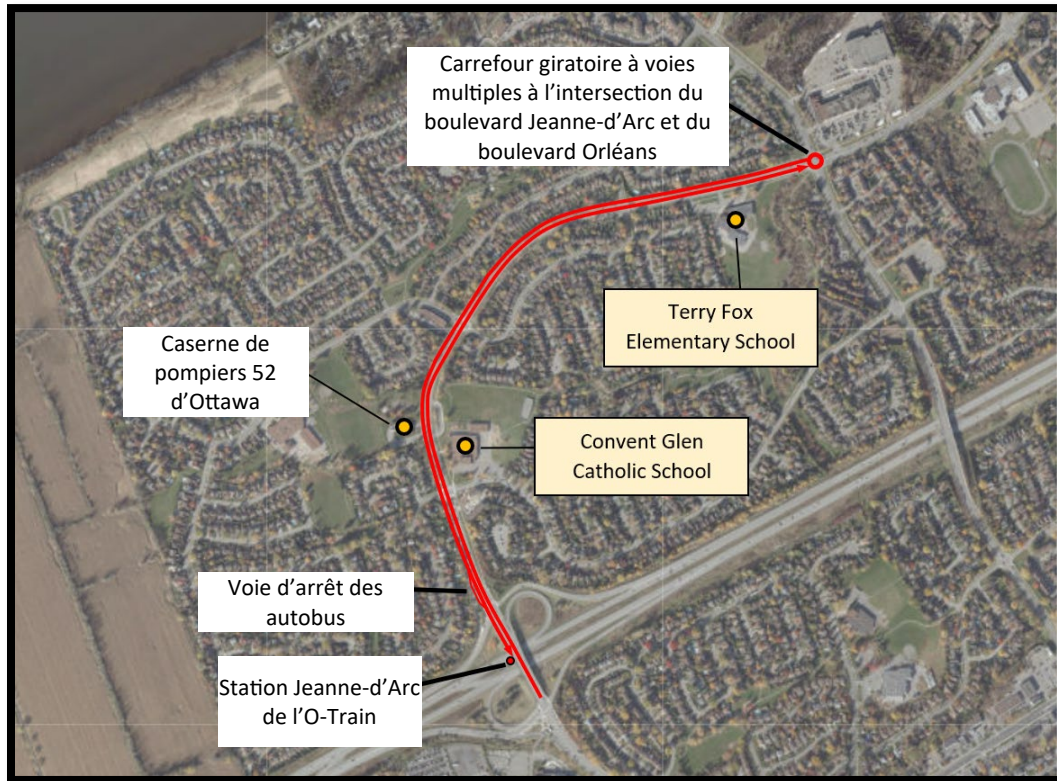 Carrefour giratoire à voies
multiples à l'intersection du
boulevard Jeanne-d'Arc et du
boulevard Orléans
Terry Fox
Elementary School
Caserne de
pompiers 52
d'Ottawa
Convent Glen
Catholic School
Voie d'arrêt des
autobus
Station Jeanne-d'Arc
de l'O-Train